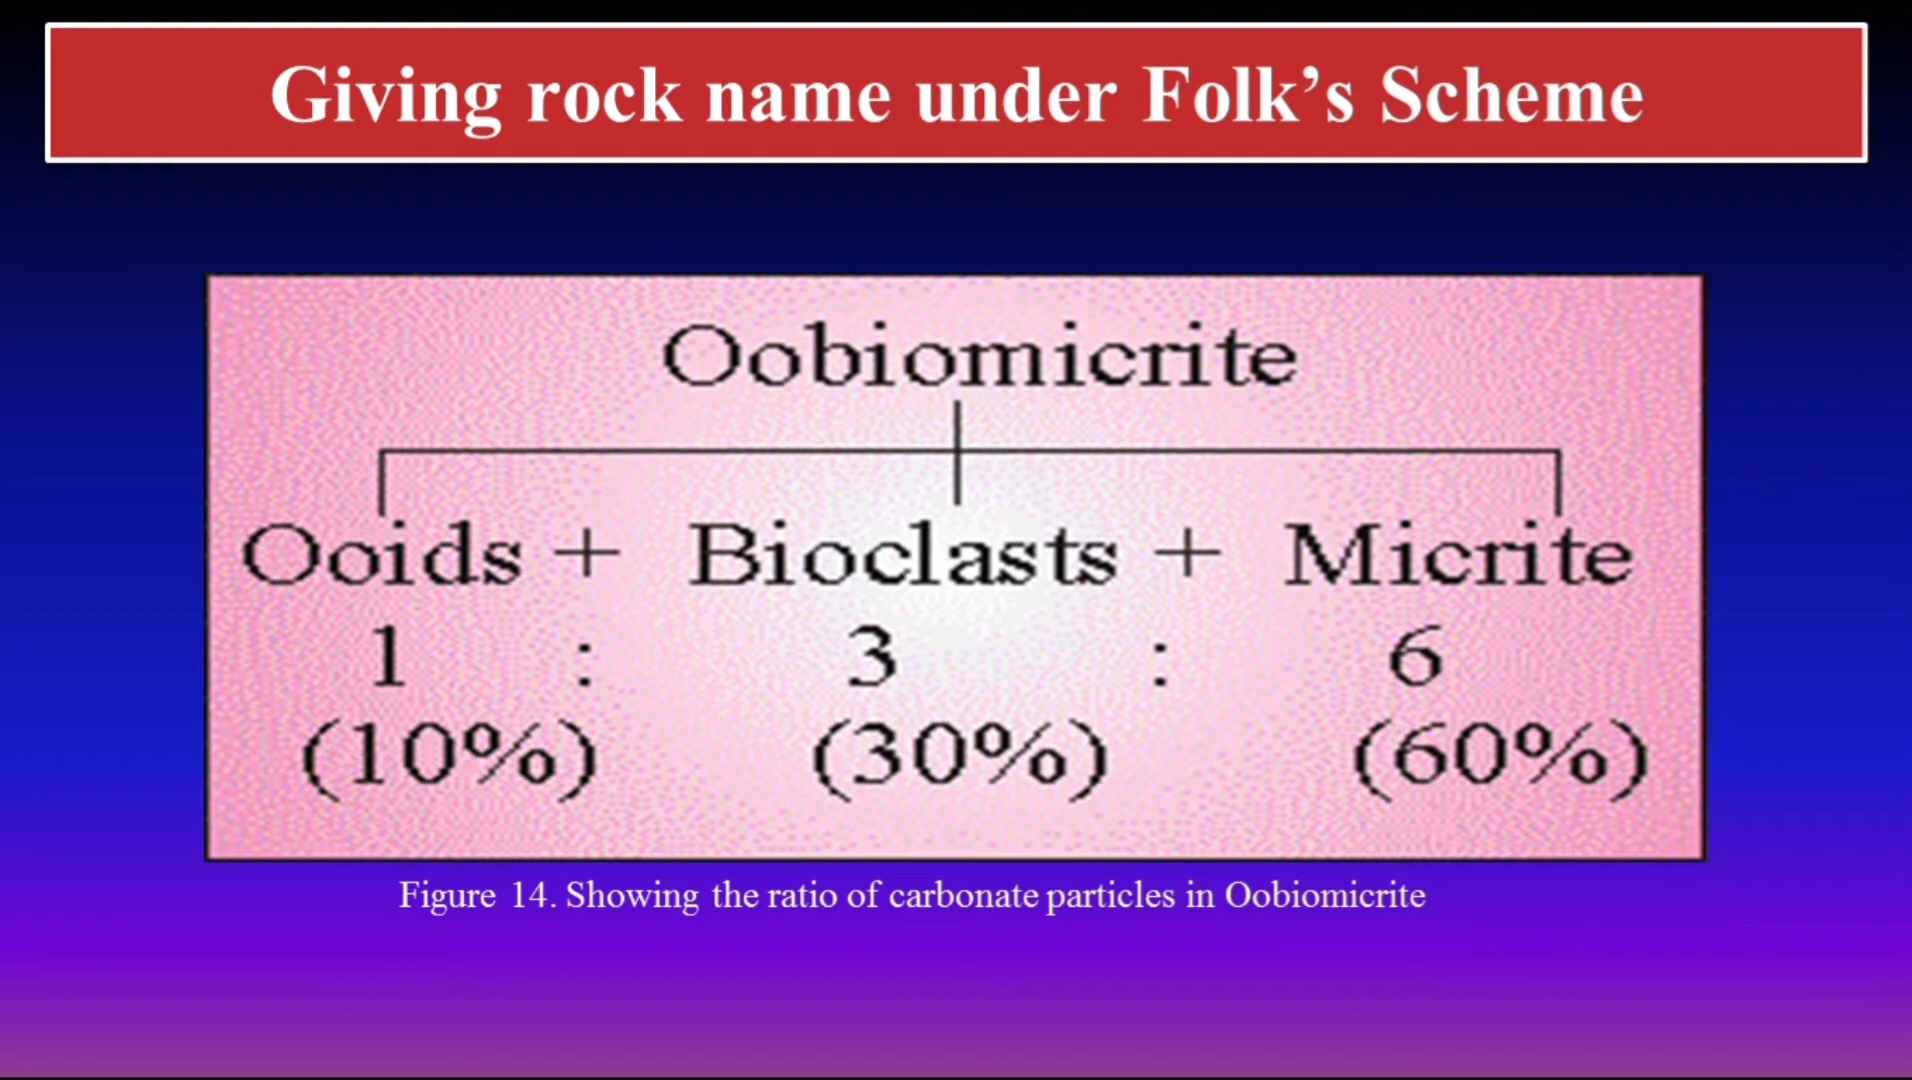 Giving rock name under Folk’s Scheme
Oobiomicrite
Ooids + Bioclasts + Micrite
1 : 3 : 6
(10%) (30%) (60%)
Figure 14. Showing the ratio of carbonate particles in Oobiomicrite